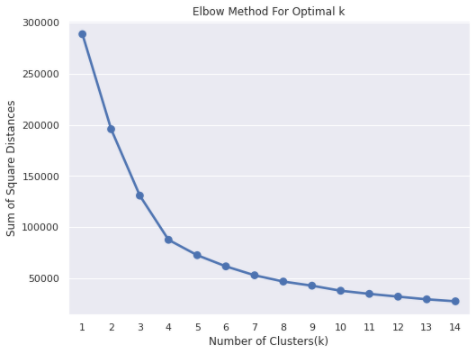 Elbow Method For Optimal k
300000
250000
200000
150000
100000
50000
Sum of Square Distances
1 2 3 4 5 6 7 8 9 10 11 12 13 14
Number of Clusters(k)